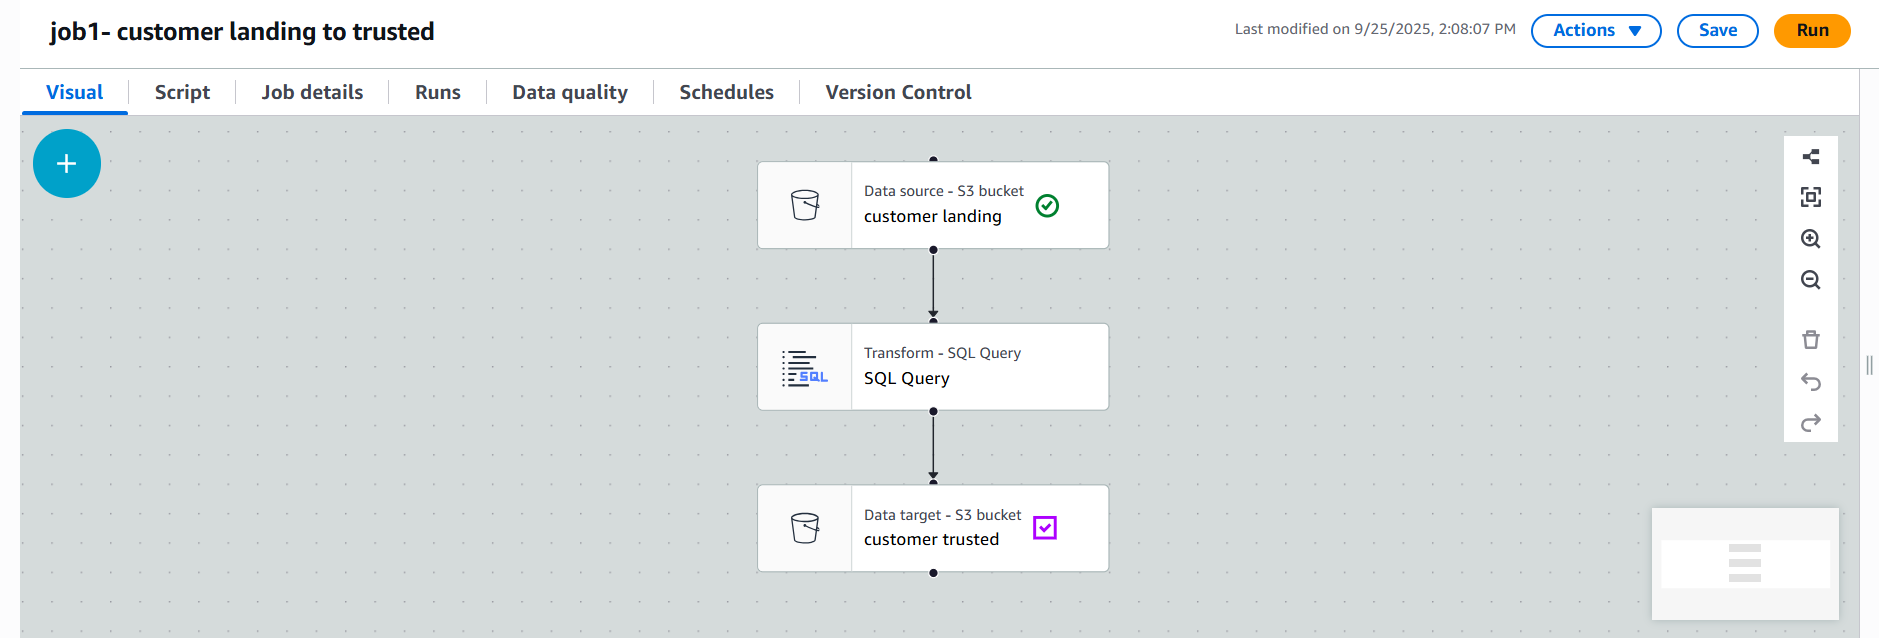 job1- customer landing to trusted
Last modified on 9/25/2025, 2:08:07 PM
Actions
Save
Run
Visual
Script
Job details
Runs
Data quality
Schedules
Version Control
Data source - S3 bucket
customer landing
Transform - SQL Query
SQL
SQL Query
Data target - S3 bucket
customer trusted